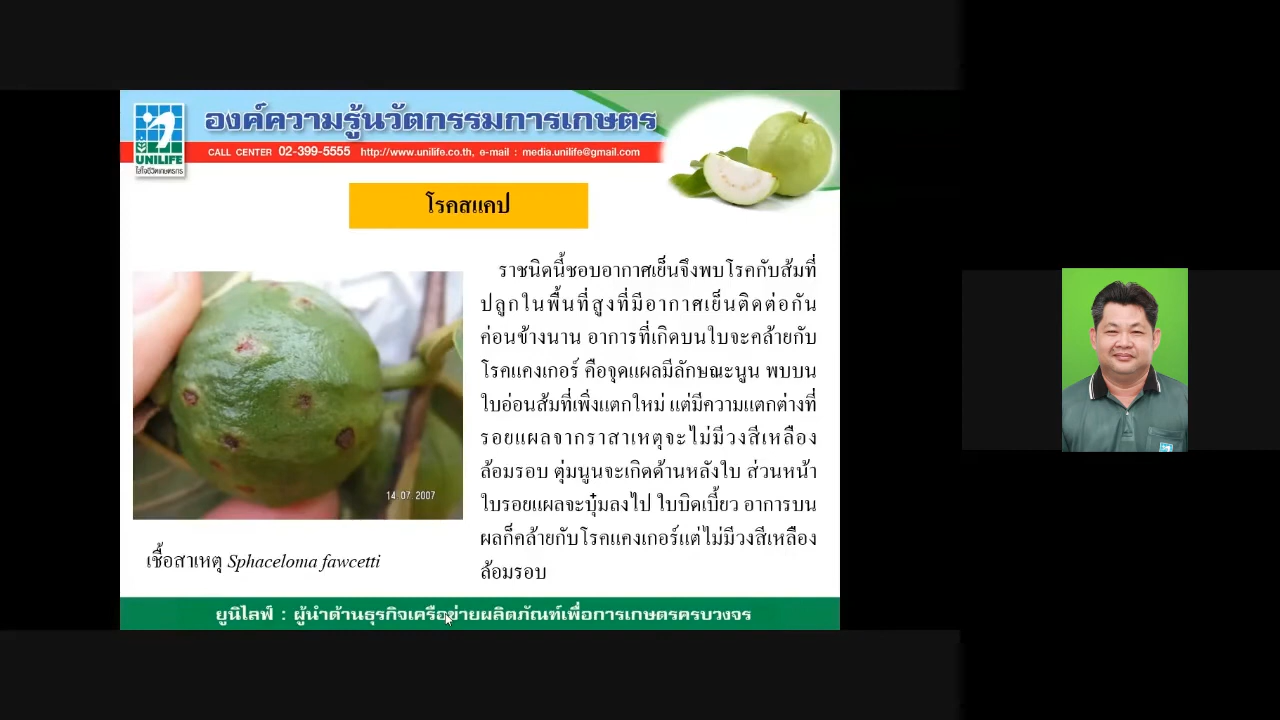 องค์ความรู้นวัตกรรมการเกษตร
UNILIFE
ใส่ใจชีวิตเกษตรกร
CALL CENTER 02-399-5555 http://www.unilife.co.th, e-mail : media.unilife@gmail.com
โรคสแคป
ราชนิดนี้ชอบอากาศเย็นจึงพบโรคกับส้มที่
ปลูกในพื้นที่สูงที่มีอากาศเย็นติดต่อกัน
ค่อนข้างนาน อาการที่เกิดบนใบจะคล้ายกับ
โรคแคงเกอร์ คือจุดแผลมีลักษณะนูน พบบน
ใบอ่อนส้มที่เพิ่งแตกใหม่ แต่มีความแตกต่างที่
รอยแผลจากราสาเหตุจะไม่มีวงสีเหลือง
ล้อมรอบ ตุ่มนูนจะเกิดด้านหลังใบ ส่วนหน้า
ใบรอยแผลจะบุ๋มลงไป ใบบิดเบี้ยว อาการบน
ผลก็คล้ายกับโรคแคงเกอร์แต่ไม่มีวงสีเหลือง
ล้อมรอบ
14 07 2007
เชื้อสาเหตุ Sphaceloma fawcetti
ยูนิไลฟ์ : ผู้นำด้านธุรกิจเครือข่ายผลิตภัณฑ์เพื่อการเกษตรครบวงจร